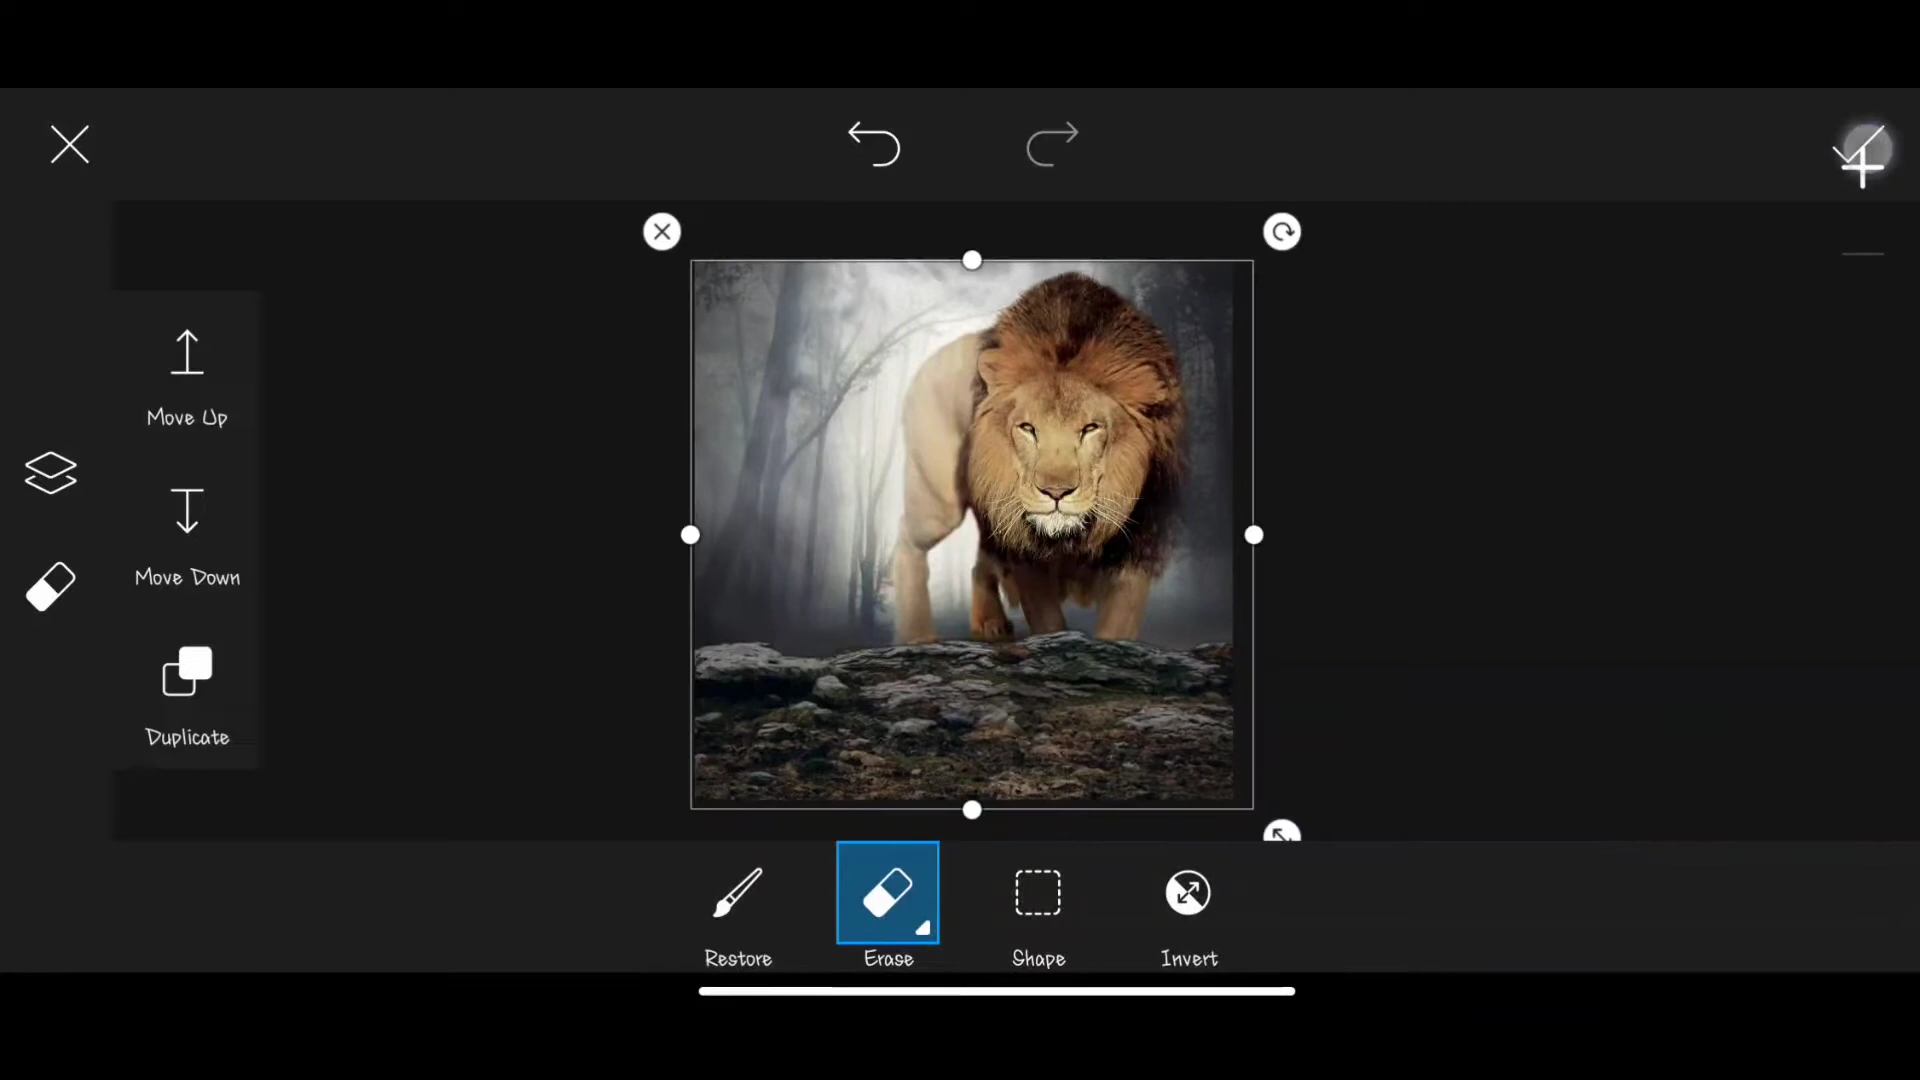 Move Up
Move Down
Duplicate
Restore
Erase
Shape
Invert